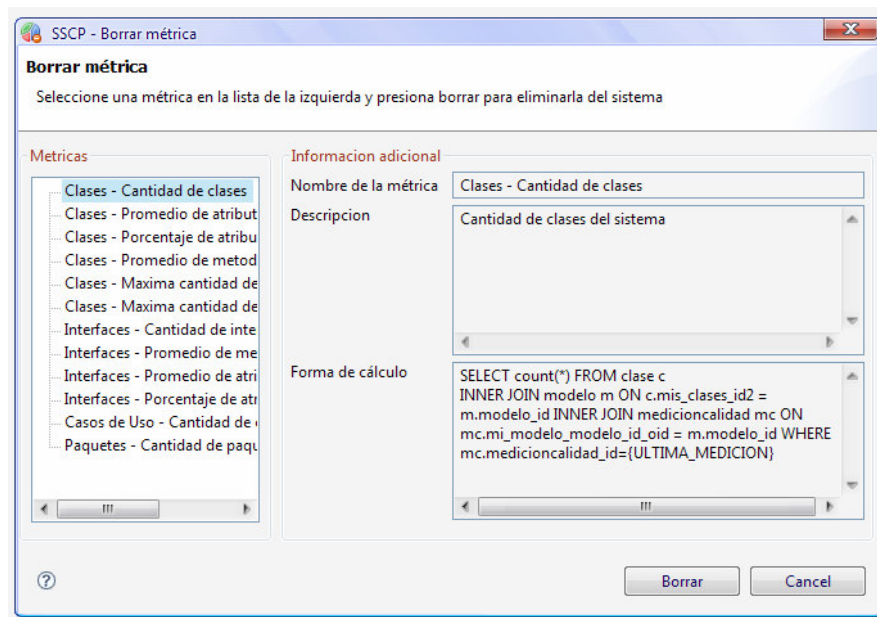 SSCP - Borrar métrica
Borrar métrica
Seleccione una métrica en la lista de la izquierda y presiona borrar para eliminarla del sistema
Metricas
Clases - Cantidad de clases
Clases - Promedio de atribut
Clases - Porcentaje de atribu
Clases - Promedio de metod
Clases - Maxima cantidad de
Clases - Maxima cantidad de
Interfaces - Cantidad de inte
Interfaces - Promedio de me
Interfaces - Promedio de atri
Interfaces - Porcentaje de atr
Casos de Uso - Cantidad de
Paquetes - Cantidad de paqu
Informacion adicional
Nombre de la métrica
Clases - Cantidad de clases
Descripcion
Cantidad de clases del sistema
Forma de cálculo
SELECT count(*) FROM clase c
INNER JOIN modelo m ON c.mis_clases_id2 =
m.modelo_id INNER JOIN medicioncalidad mc ON
mc.mi_modelo_modelo_id_oid = m.modelo_id WHERE
mc.medicioncalidad_id={ULTIMA_MEDICION}
?
Borrar
Cancel